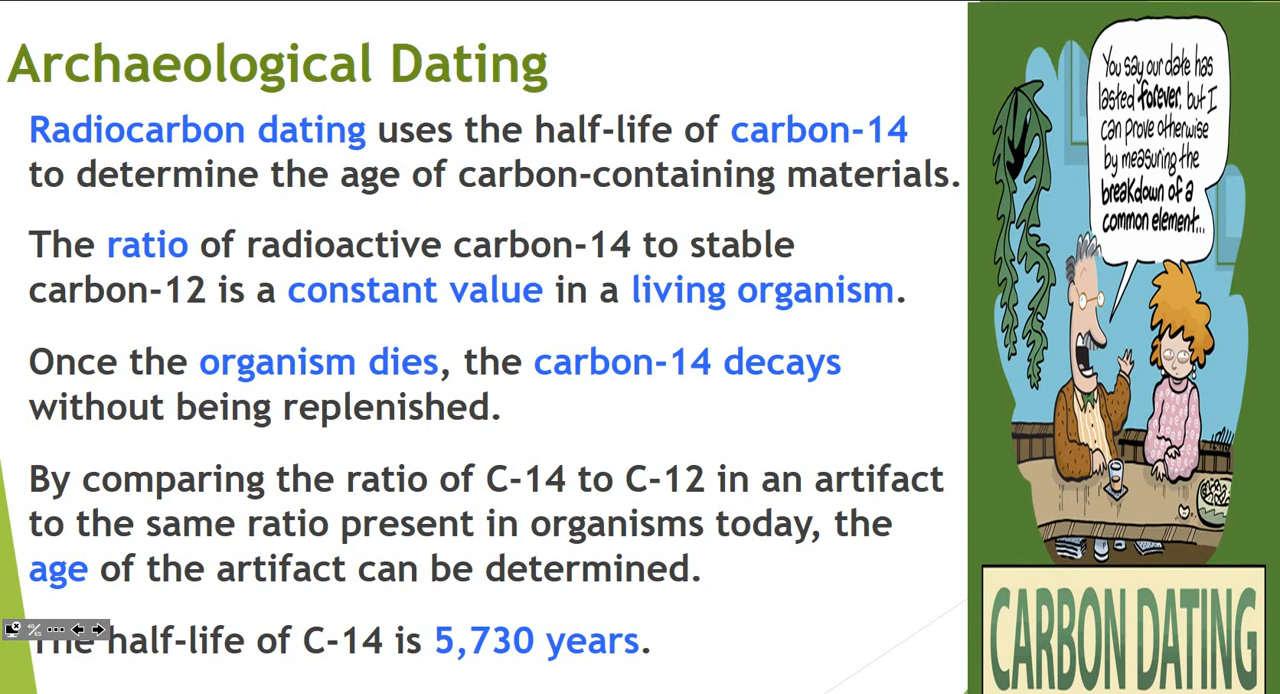 Archaeological Dating
Radiocarbon dating uses the half-life of carbon-14
to determine the age of carbon-containing materials.
The ratio of radioactive carbon-14 to stable
carbon-12 is a constant value in a living organism.
Once the organism dies, the carbon-14 decays
without being replenished.
By comparing the ratio of C-14 to C-12 in an artifact
to the same ratio present in organisms today, the
age of the artifact can be determined.
The half-life of C-14 is 5,730 years.
You say our date has
lasted forever, but I
can prove otherwise
by measuring the
breakdown of a
common element...
CARBON DATING